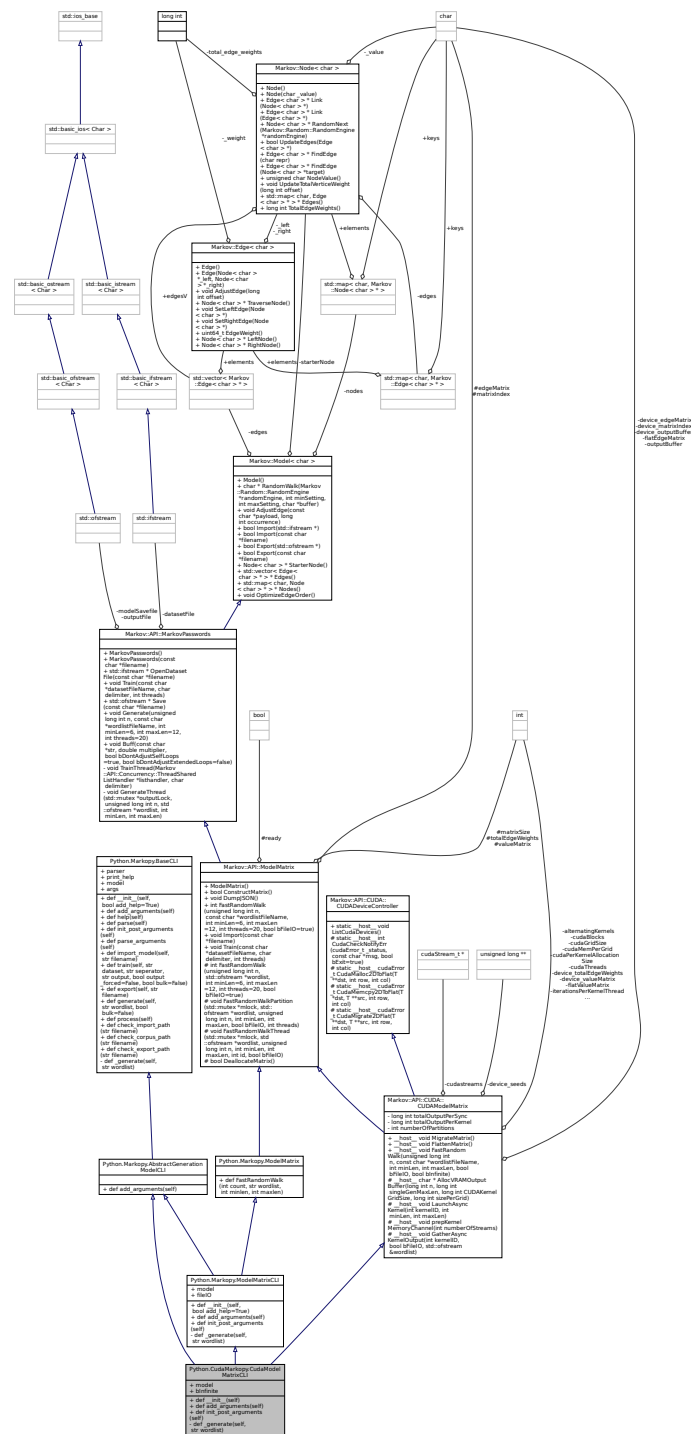 std::ios_base
long int
char
-total_edge_weights
-_value
Markov::Node< char >
+ Node()
+ Node(char _value)
+ Edge< char > * Link
(Node< char > *)
+ Edge< char > * Link
(Edge< char > *)
+ Node< char > * RandomNext
(Markov::Random::RandomEngine
*randomEngine)
+ bool UpdateEdges(Edge
< char > *)
+ Edge< char > * FindEdge
(char repr)
+ Edge< char > * FindEdge
(Node< char > *target)
+ unsigned char NodeValue()
+ void UpdateTotalVerticeWeight
(long int offset)
+ std::map< char, Edge
< char > * > * Edges()
+ long int TotalEdgeWeights()
std::basic_ios< Char >
-_weight
+keys
-_left
-_right
+elements
+keys
Markov::Edge< char >
+ Edge()
+ Edge(Node< char >
*_left, Node< char
> *_right)
+ void AdjustEdge(long
int offset)
+ Node< char > * TraverseNode()
+ void SetLeftEdge(Node
< char > *)
+ void SetRightEdge(Node
< char > *)
+ uint64_t EdgeWeight()
+ Node< char > * LeftNode()
+ Node< char > * RightNode()
std::basic_ostream
< Char >
std::basic_istream
< Char >
std::map< char, Markov
::Node< char > * >
+edgesV
-edges
+elements
+elements
-starterNode
std::basic_ofstream
< Char >
std::basic_ifstream
< Char >
std::vector< Markov
::Edge< char > * >
std::map< char, Markov
::Edge< char > * >
-nodes
#edgeMatrix
#matrixIndex
-edges
-device_edgeMatrix
-device_matrixIndex
-device_outputBuffer
-flatEdgeMatrix
-outputBuffer
Markov::Model< char >
+ Model()
+ char * RandomWalk(Markov
::Random::RandomEngine
*randomEngine, int minSetting,
int maxSetting, char *buffer)
+ void AdjustEdge(const
char *payload, long
int occurrence)
+ bool Import(std::ifstream *)
+ bool Import(const char
*filename)
+ bool Export(std::ofstream *)
+ bool Export(const char
*filename)
+ Node< char > * StarterNode()
+ std::vector< Edge<
char > * > * Edges()
+ std::map< char, Node
< char > * > * Nodes()
+ void OptimizeEdgeOrder()
std::ofstream
std::ifstream
-modelSavefile
-outputFile
-datasetFile
Markov::API::MarkovPasswords
+ MarkovPasswords()
+ MarkovPasswords(const
char *filename)
+ std::ifstream * OpenDataset
File(const char *filename)
+ void Train(const char
*datasetFileName, char
delimiter, int threads)
+ std::ofstream * Save
(const char *filename)
+ void Generate(unsigned
long int n, const char
*wordlistFileName, int
minLen=6, int maxLen=12,
int threads=20)
+ void Buff(const char
*str, double multiplier,
bool bDontAdjustSelfLoops
=true, bool bDontAdjustExtendedLoops=false)
- void TrainThread(Markov
::API::Concurrency::ThreadShared
ListHandler *listhandler, char
delimiter)
- void GenerateThread
(std::mutex *outputLock,
unsigned long int n, std
::ofstream *wordlist, int
minLen, int maxLen)
bool
int
#ready
#matrixSize
#totalEdgeWeights
#valueMatrix
Python.Markopy.BaseCLI
+ parser
+ print_help
+ model
+ args
+ def __init__(self,
bool add_help=True)
+ def add_arguments(self)
+ def help(self)
+ def parse(self)
+ def init_post_arguments
(self)
+ def parse_arguments
(self)
+ def import_model(self,
str filename)
+ def train(self, str
dataset, str seperator,
str output, bool output
_forced=False, bool bulk=False)
+ def export(self, str
filename)
+ def generate(self,
str wordlist, bool
bulk=False)
+ def process(self)
+ def check_import_path
(str filename)
+ def check_corpus_path
(str filename)
+ def check_export_path
(str filename)
- def _generate(self,
str wordlist)
Markov::API::ModelMatrix
+ ModelMatrix()
+ bool ConstructMatrix()
+ void DumpJSON()
+ int FastRandomWalk
(unsigned long int n,
const char *wordlistFileName,
int minLen=6, int maxLen
=12, int threads=20, bool bFileIO=true)
+ void Import(const char
*filename)
+ void Train(const char
*datasetFileName, char
delimiter, int threads)
# int FastRandomWalk
(unsigned long int n,
std::ofstream *wordlist,
int minLen=6, int maxLen
=12, int threads=20, bool
bFileIO=true)
# void FastRandomWalkPartition
(std::mutex *mlock, std::
ofstream *wordlist, unsigned
long int n, int minLen, int
maxLen, bool bFileIO, int threads)
# void FastRandomWalkThread
(std::mutex *mlock, std
::ofstream *wordlist, unsigned
long int n, int minLen, int
maxLen, int id, bool bFileIO)
# bool DeallocateMatrix()
Markov::API::CUDA::
CUDADeviceController
+ static __host__ void
ListCudaDevices()
# static __host__ int
CudaCheckNotifyErr
(cudaError_t _status,
const char *msg, bool
bExit=true)
# static __host__ cudaError
_t CudaMalloc2DToFlat(T
**dst, int row, int col)
# static __host__ cudaError
_t CudaMemcpy2DToFlat(T
*dst, T **src, int row,
int col)
# static __host__ cudaError
_t CudaMigrate2DFlat(T
**dst, T **src, int row,
int col)
cudaStream_t *
unsigned long **
-alternatingKernels
-cudaBlocks
-cudaGridSize
-cudaMemPerGrid
-cudaPerKernelAllocation
Size
-cudaThreads
-device_totalEdgeWeights
-device_valueMatrix
-flatValueMatrix
-iterationsPerKernelThread
...
-cudastreams
-device_seeds
Markov::API::CUDA::
CUDAModelMatrix
- long int totalOutputPerSync
- long int totalOutputPerKernel
- int numberOfPartitions
+ __host__ void MigrateMatrix()
+ __host__ void FlattenMatrix()
+ __host__ void FastRandom
Walk(unsigned long int
n, const char *wordlistFileName,
int minLen, int maxLen, bool
bFileIO, bool bInfinite)
# __host__ char * AllocVRAMOutput
Buffer(long int n, long int
singleGenMaxLen, long int CUDAKernel
GridSize, long int sizePerGrid)
# __host__ void LaunchAsync
Kernel(int kernelID, int
minLen, int maxLen)
# __host__ void prepKernel
MemoryChannel(int numberOfStreams)
# __host__ void GatherAsync
KernelOutput(int kernelID,
bool bFileIO, std::ofstream
&wordlist)
Python.Markopy.AbstractGeneration
ModelCLI
+ def add_arguments(self)
Python.Markopy.ModelMatrix
+ def FastRandomWalk
(int count, str wordlist,
int minlen, int maxlen)
Python.Markopy.ModelMatrixCLI
+ model
+ fileIO
+ def __init__(self,
bool add_help=True)
+ def add_arguments(self)
+ def init_post_arguments
(self)
- def _generate(self,
str wordlist)
Python.CudaMarkopy.CudaModel
MatrixCLI
+ model
+ bInfinite
+ def __init__(self)
+ def add_arguments(self)
+ def init_post_arguments
(self)
- def _generate(self,
str wordlist)